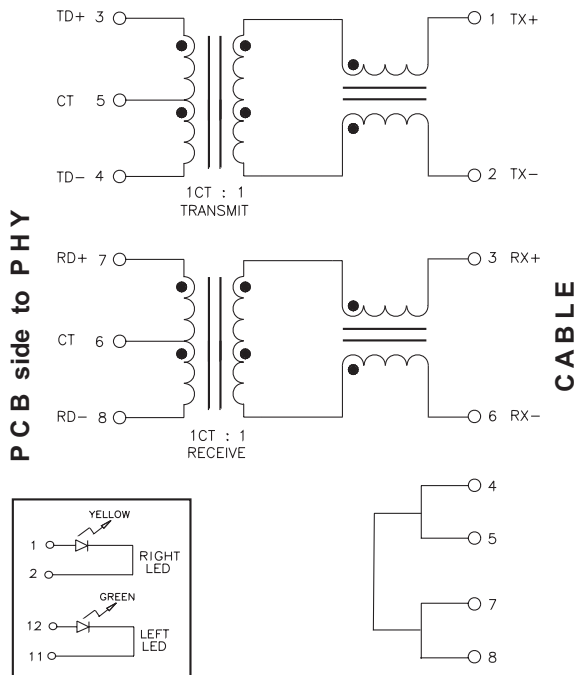 TD+ 3
CT 5
TD- 4
1CT : 1
TRANSMIT
1 TX+
2 TX-
PCB side to PHY
RD+ 7
CT 6
RD- 8
1CT : 1
RECEIVE
3 RX+
6 RX-
CABLE
YELLOW
1
2
RIGHT
LED
GREEN
12
11
LEFT
LED
4
5
7
8